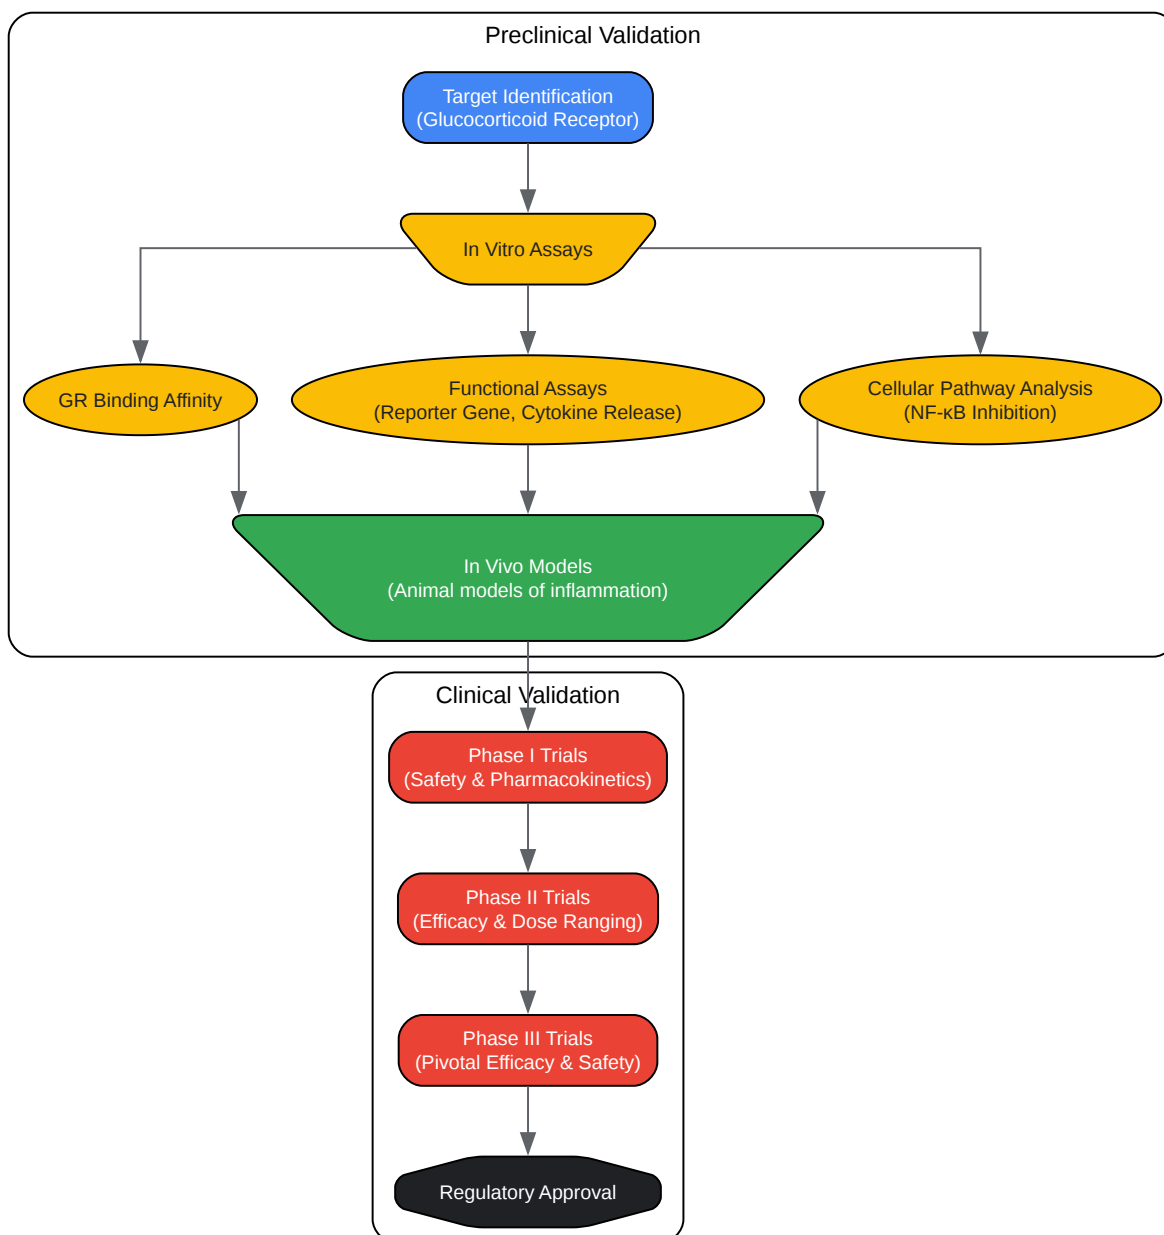 Preclinical Validation
Target Identification
(Glucocorticoid Receptor)
In Vitro Assays
GR Binding Affinity
Functional Assays
(Reporter Gene, Cytokine Release)
Cellular Pathway Analysis
(NF-κB Inhibition)
In Vivo Models
(Animal models of inflammation)
Clinical Validation
Phase I Trials
(Safety & Pharmacokinetics)
Phase II Trials
(Efficacy & Dose Ranging)
Phase III Trials
(Pivotal Efficacy & Safety)
Regulatory Approval